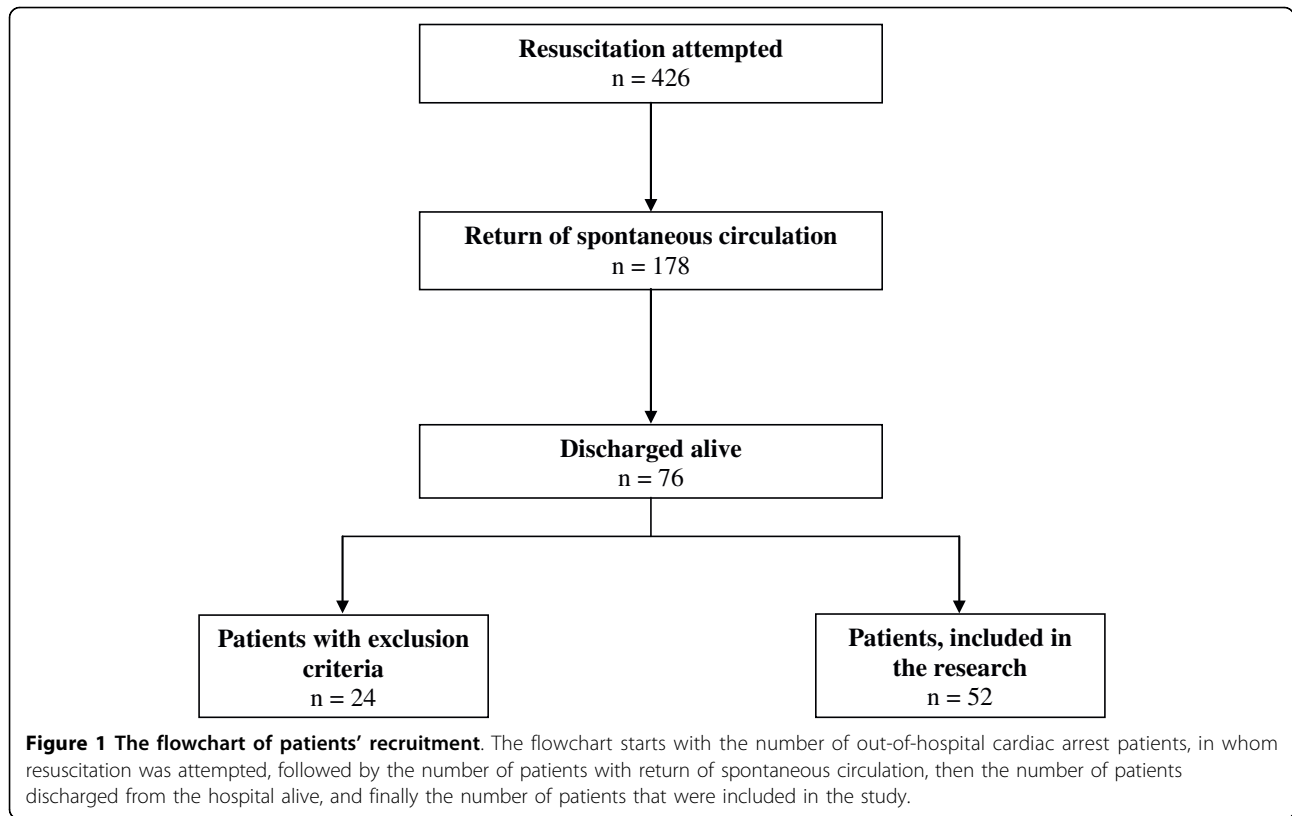 Resuscitation attempted
n = 426
Return of spontaneous circulation
n = 178
Discharged alive
n = 76
Patients with exclusion
criteria
n = 24
Patients, included in
the research
n = 52
Figure 1 The flowchart of patients' recruitment. The flowchart starts with the number of out-of-hospital cardiac arrest patients, in whom
resuscitation was attempted, followed by the number of patients with return of spontaneous circulation, then the number of patients
discharged from the hospital alive, and finally the number of patients that were included in the study.